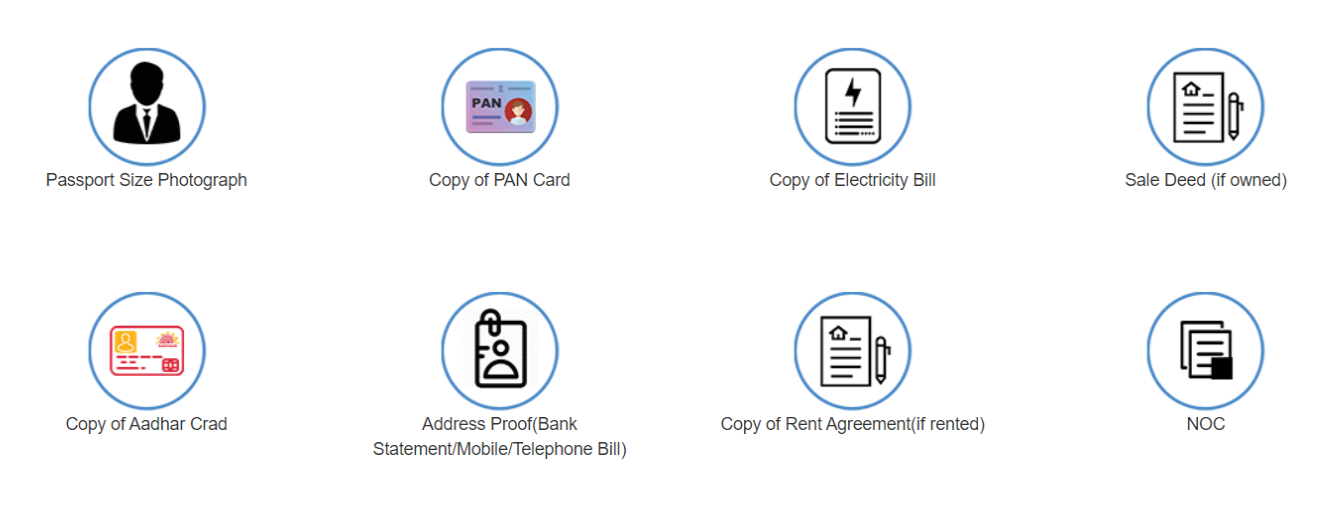 PAN
Passport Size Photograph
Copy of PAN Card
Copy of Electricity Bill
Sale Deed (if owned)
Copy of Aadhar Crad
Address Proof(Bank
Statement/Mobile/Telephone Bill)
Copy of Rent Agreement(if rented)
NOC